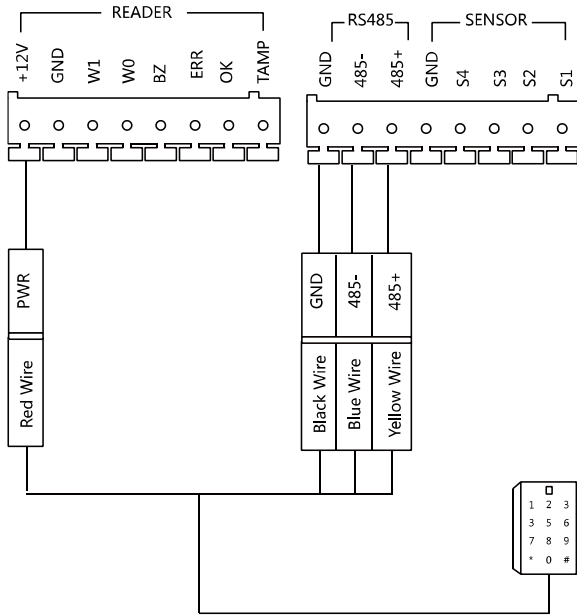 READER
RS485
SENSOR
+12V
GND
W1
W0
BZ
ERR
OK
TAMP
GND
485-
485+
GND
S4
S3
S2
S1
PWR
GND
485-
485+
Red Wire
Black Wire
Blue Wire
Yellow Wire
1 2 3
3 5 6
7 8 9
* 0 #